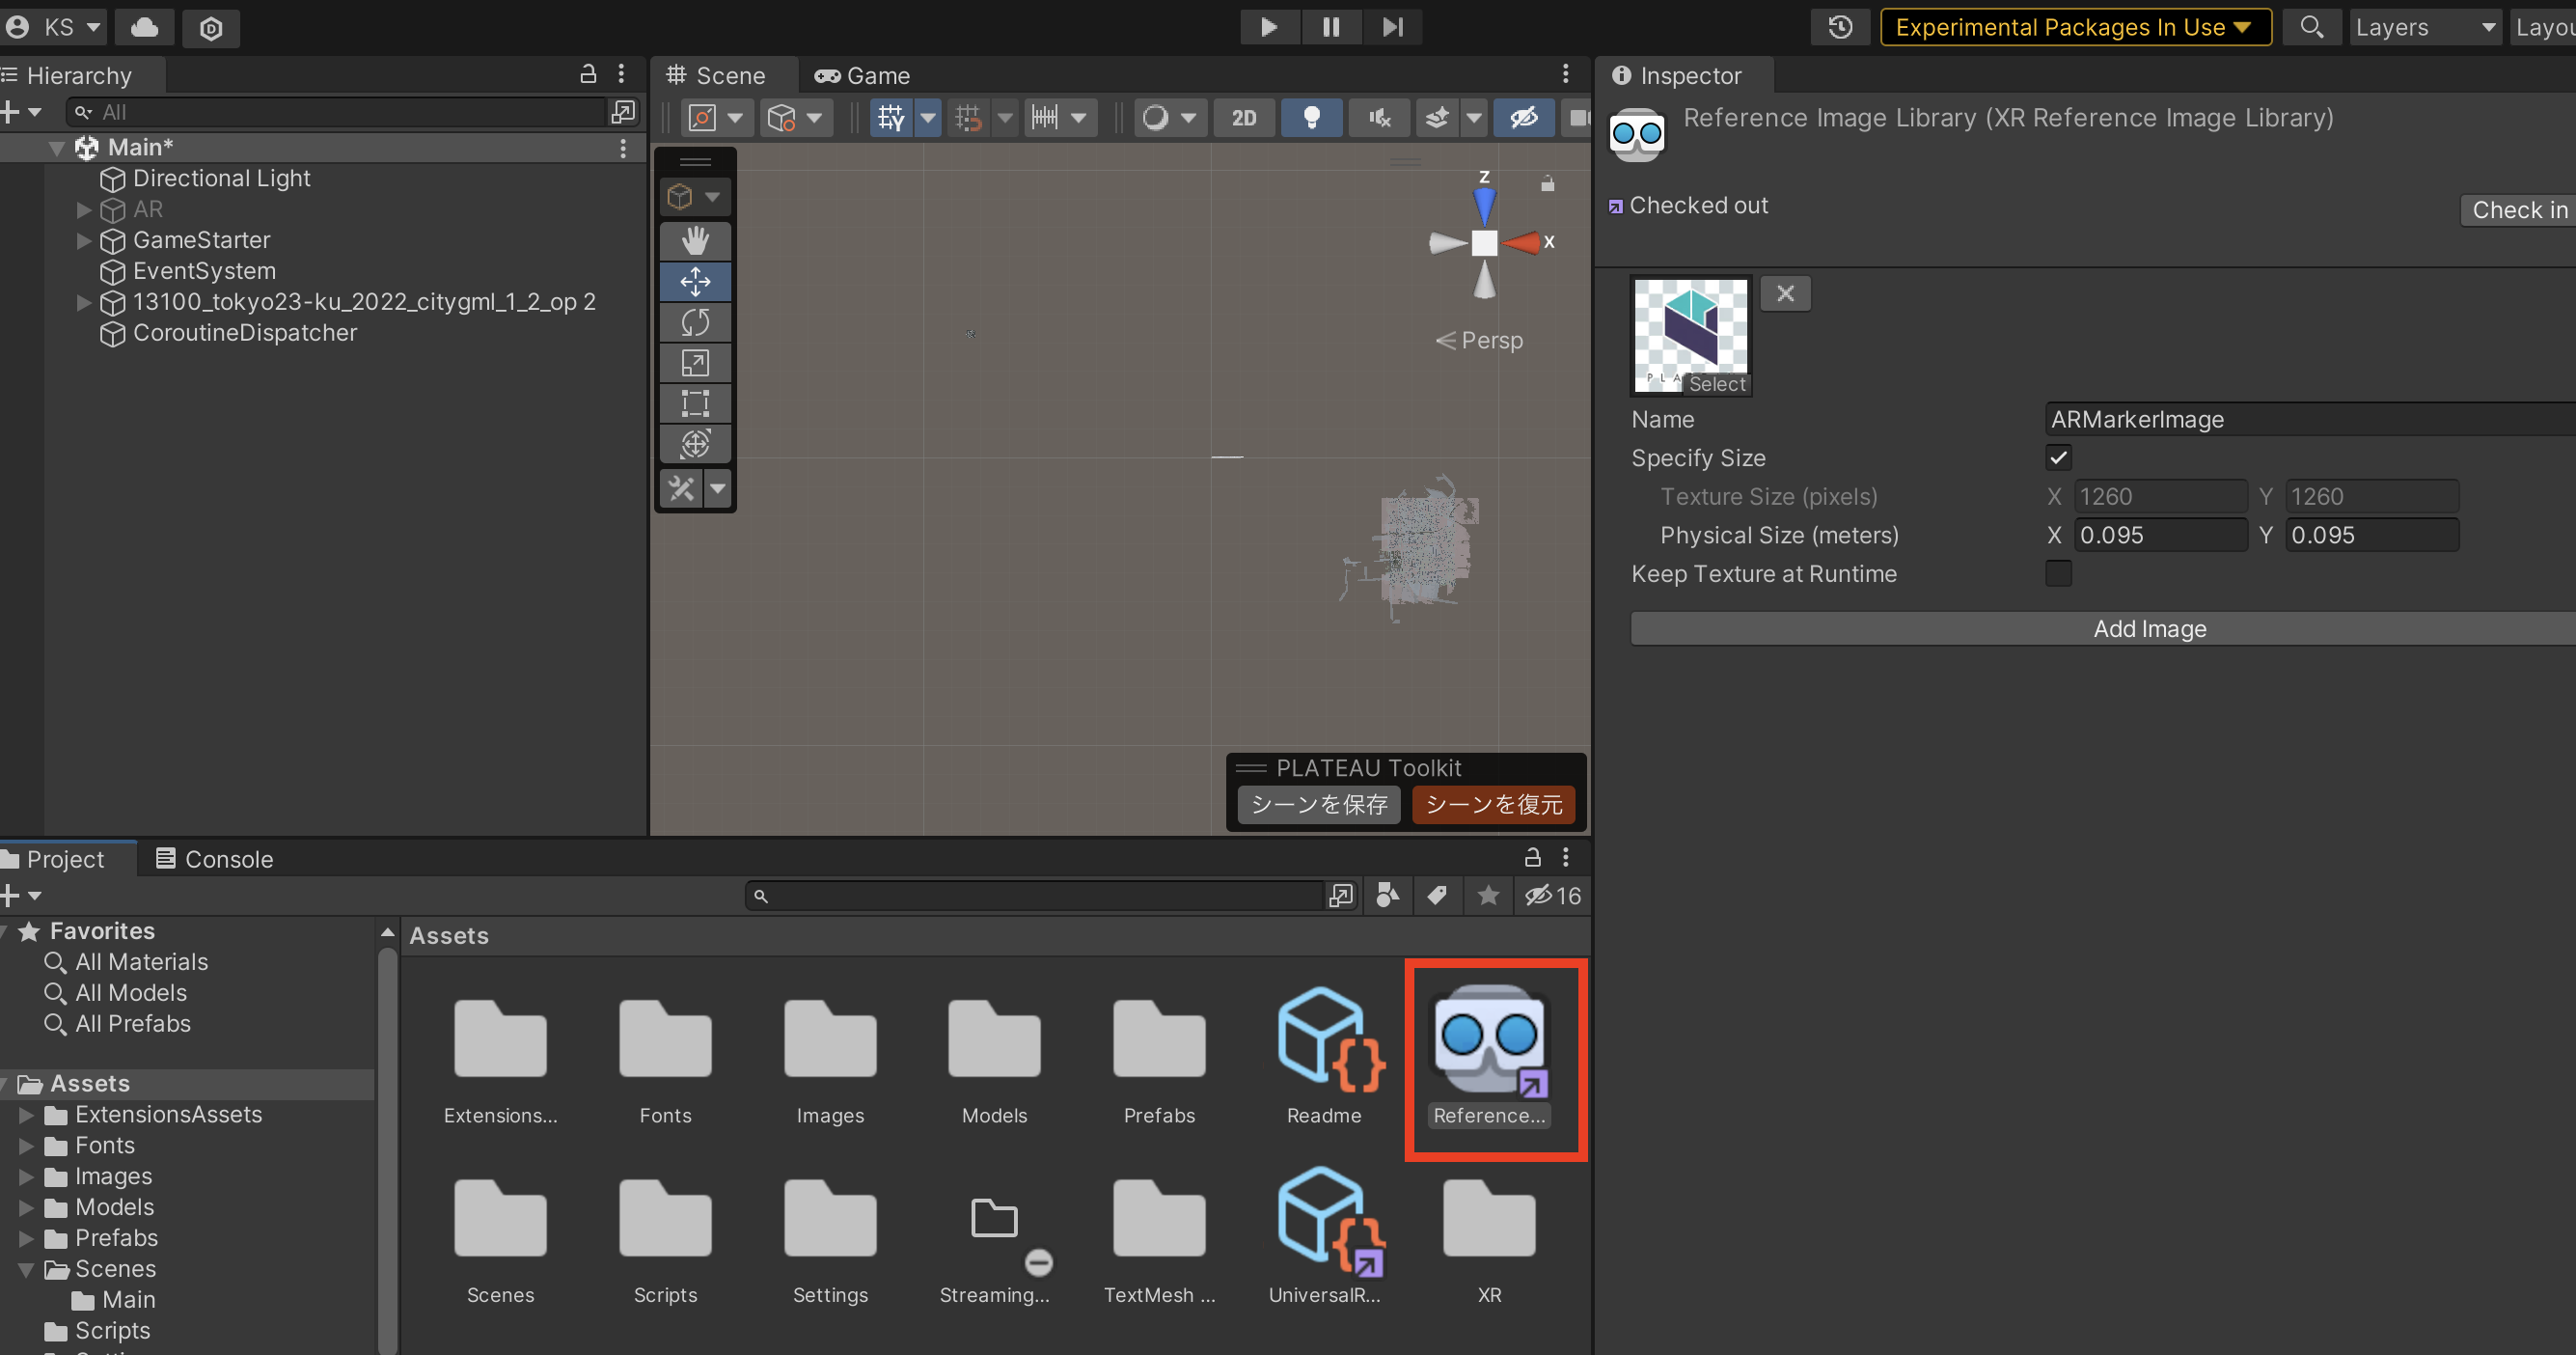 KS
Experimental Packages In Use
Layers
Layou
Hierarchy
All
Main*
Directional Light
AR
GameStarter
EventSystem
13100_tokyo23-ku_2022_citygml_1_2_op 2
CoroutineDispatcher
Scene
Game
2D
Z
X
Persp
PLATEAU Toolkit
シーンを保存
シーンを復元
Inspector
Reference Image Library (XR Reference Image Library)
Checked out
Check in
PLA
Select
Name
ARMarkerImage
Specify Size
Texture Size (pixels)
X 1260 Y 1260
Physical Size (meters)
X 0.095 Y 0.095
Keep Texture at Runtime
Add Image
Project
Console
16
Favorites
All Materials
All Models
All Prefabs
Assets
ExtensionsAssets
Fonts
Images
Models
Prefabs
Scenes
Main
Scripts
Assets
Extensions...
Fonts
Images
Models
Prefabs
Readme
Reference...
Scenes
Scripts
Settings
Streaming...
TextMesh ...
UniversalR...
XR